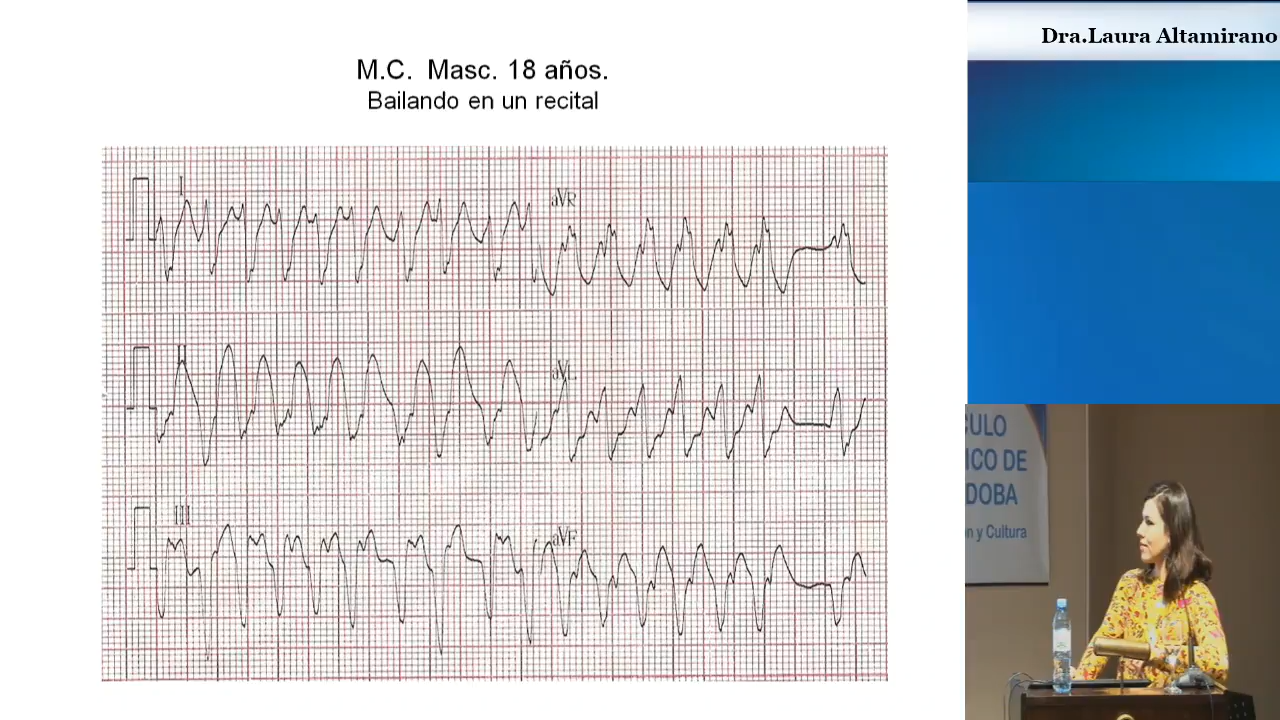 M.C. Masc. 18 años.
Bailando en un recital
I
aVR
II
aVL
III
aVF
Dra.Laura Altamirano
CULO
ICO DE
DOBA
n y Cultura